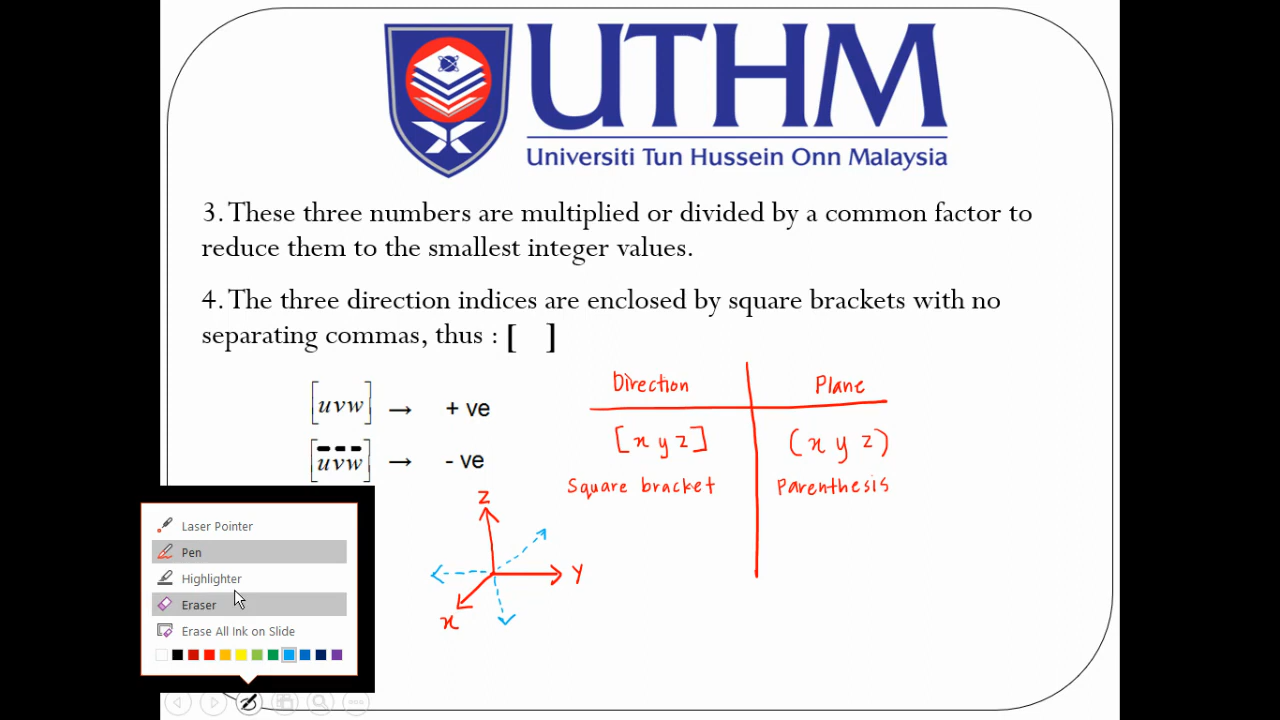 UTHM
Universiti Tun Hussein Onn Malaysia
3. These three numbers are multiplied or divided by a common factor to
reduce them to the smallest integer values.
4. The three direction indices are enclosed by square brackets with no
separating commas, thus : [ ]
Direction Plane
[uvw] → + ve
[x y z] (x y z)
[u̅v̅w̅] → - ve
Square bracket Parenthesis
z
y
x
Laser Pointer
Pen
Highlighter
Eraser
Erase All Ink on Slide